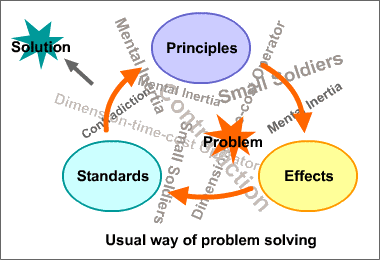 Solution
Principles
Mental Inertia
Dimension-time-cost Operator
Small Soldiers
Mental Inertia
Contradiction
Mental Inertia
Dimension-time-cost Operator
Contradiction
Problem
Small Soldiers
Standards
Effects
Usual way of problem solving